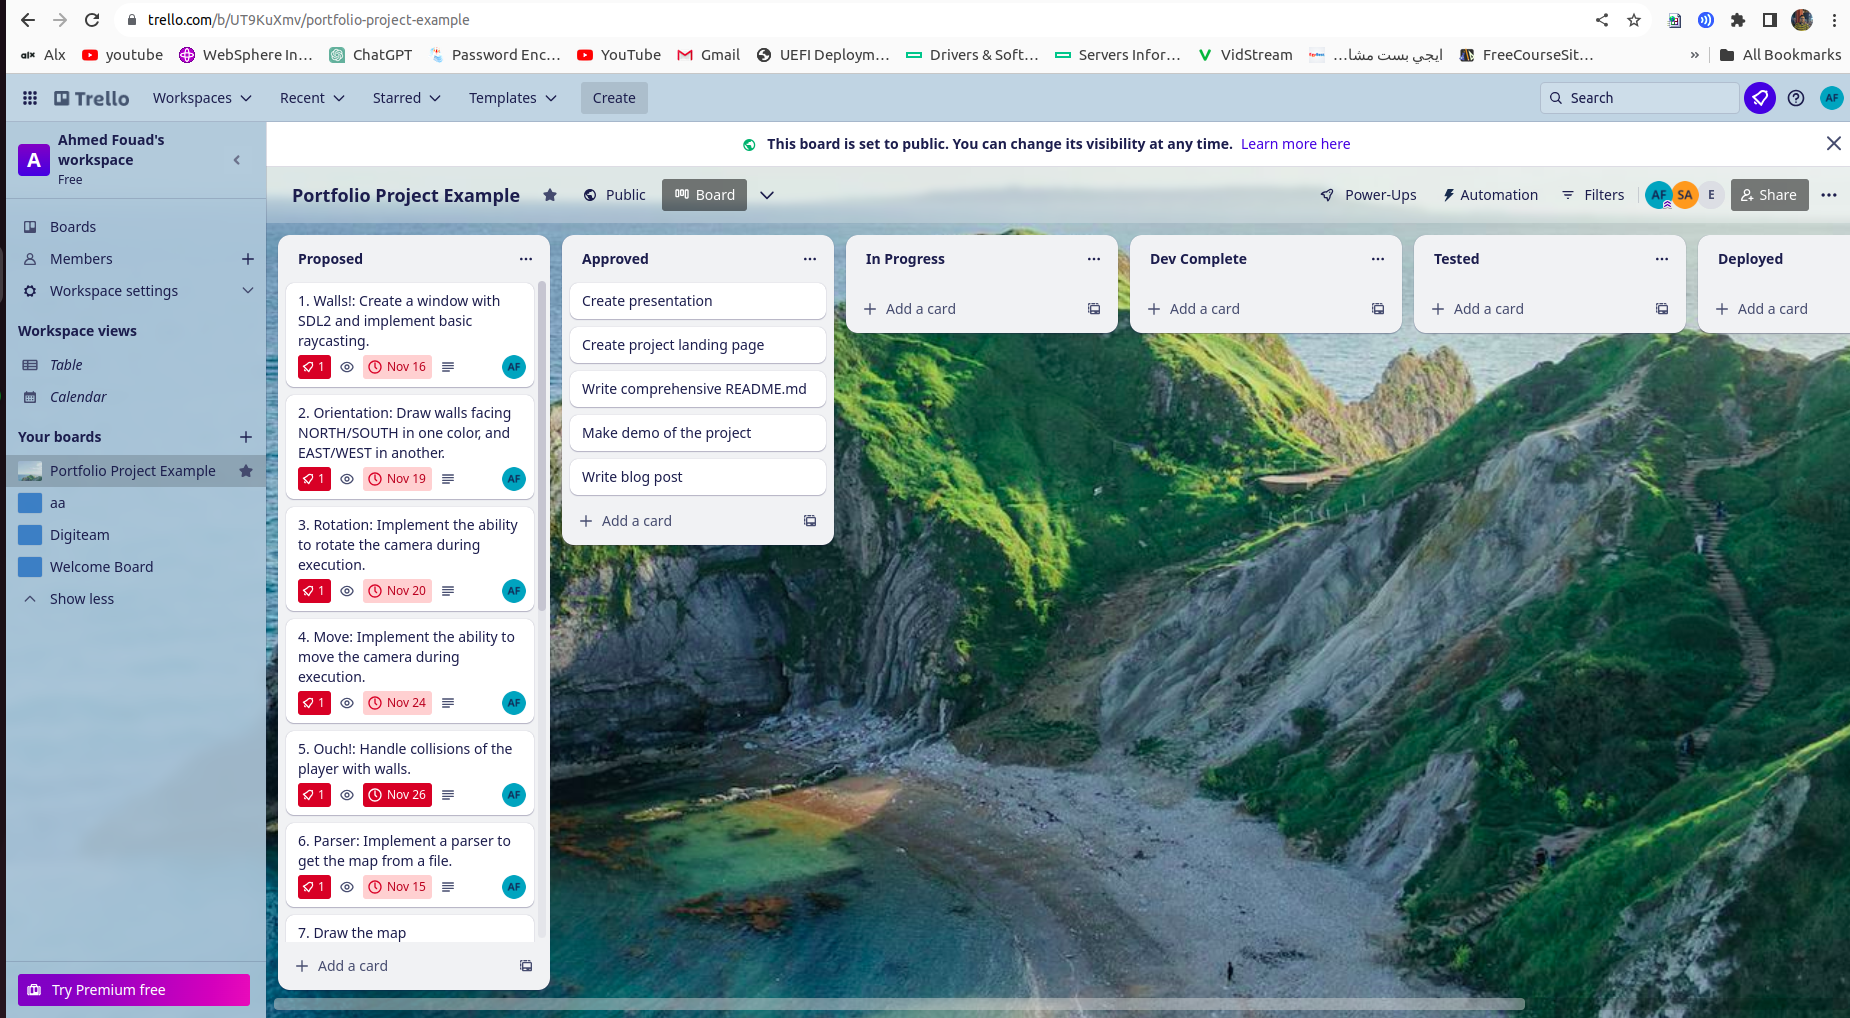 trello.com/b/UT9KuXmv/portfolio-project-example
alx Alx youtube WebSphere In... ChatGPT Password Enc... YouTube Gmail UEFI Deploym... Drivers & Soft... Servers Infor... VidStream ايجي بست مشا... FreeCourseSit... » All Bookmarks
Trello Workspaces Recent Starred Templates Create Search AF
A
Ahmed Fouad's
workspace
Free
This board is set to public. You can change its visibility at any time. Learn more here
Portfolio Project Example Public Board Power-Ups Automation Filters AF SA E Share
Boards
Members
Workspace settings
Workspace views
Table
Calendar
Your boards
Portfolio Project Example
aa
Digiteam
Welcome Board
Show less
Try Premium free
Proposed
1. Walls!: Create a window with
SDL2 and implement basic
raycasting.
1 Nov 16 AF
2. Orientation: Draw walls facing
NORTH/SOUTH in one color, and
EAST/WEST in another.
1 Nov 19 AF
3. Rotation: Implement the ability
to rotate the camera during
execution.
1 Nov 20 AF
4. Move: Implement the ability to
move the camera during
execution.
1 Nov 24 AF
5. Ouch!: Handle collisions of the
player with walls.
1 Nov 26 AF
6. Parser: Implement a parser to
get the map from a file.
1 Nov 15 AF
7. Draw the map
Add a card
Approved
Create presentation
Create project landing page
Write comprehensive README.md
Make demo of the project
Write blog post
Add a card
In Progress
Add a card
Dev Complete
Add a card
Tested
Add a card
Deployed
Add a card